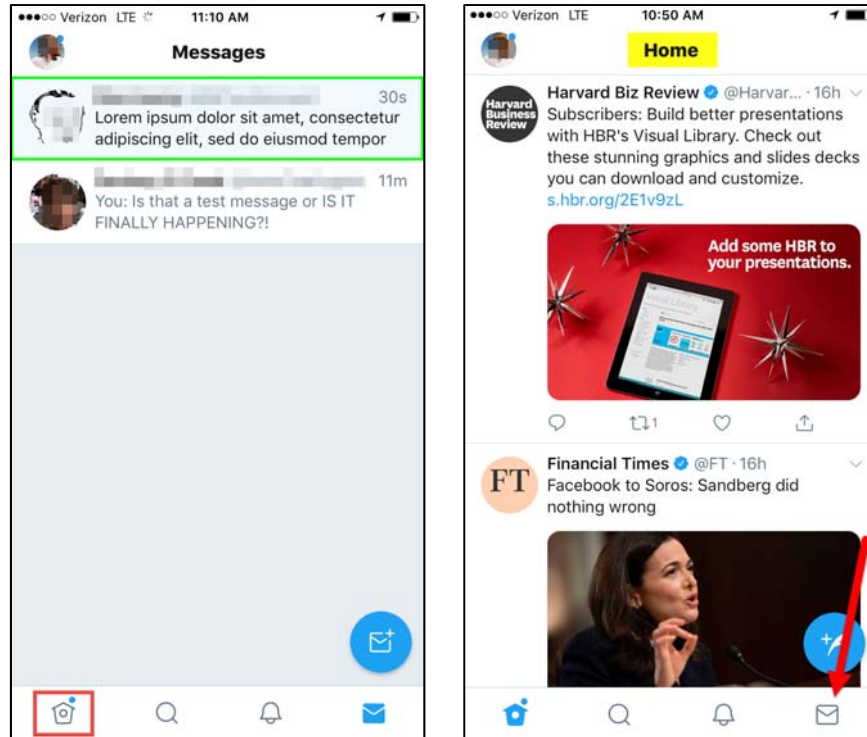 ●●●○○ Verizon LTE 11:10 AM
Messages
30s
Lorem ipsum dolor sit amet, consectetur
adipiscing elit, sed do eiusmod tempor
11m
You: Is that a test message or IS IT
FINALLY HAPPENING?!
●●●○○ Verizon LTE 10:50 AM
Home
Harvard Business Review
Harvard Biz Review @Harvar... · 16h
Subscribers: Build better presentations
with HBR's Visual Library. Check out
these stunning graphics and slides decks
you can download and customize.
s.hbr.org/2E1v9zL
Add some HBR to
your presentations.
Visual Library
1
FT
Financial Times @FT · 16h
Facebook to Soros: Sandberg did
nothing wrong